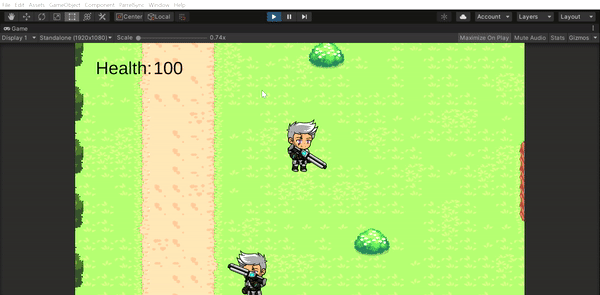 File Edit Assets GameObject Component ParrelSync Window Help
Center Local Account Layers Layout
Game
Display 1 Standalone (1920x1080) Scale 0.74x Maximize On Play Mute Audio Stats Gizmos
Health: 100